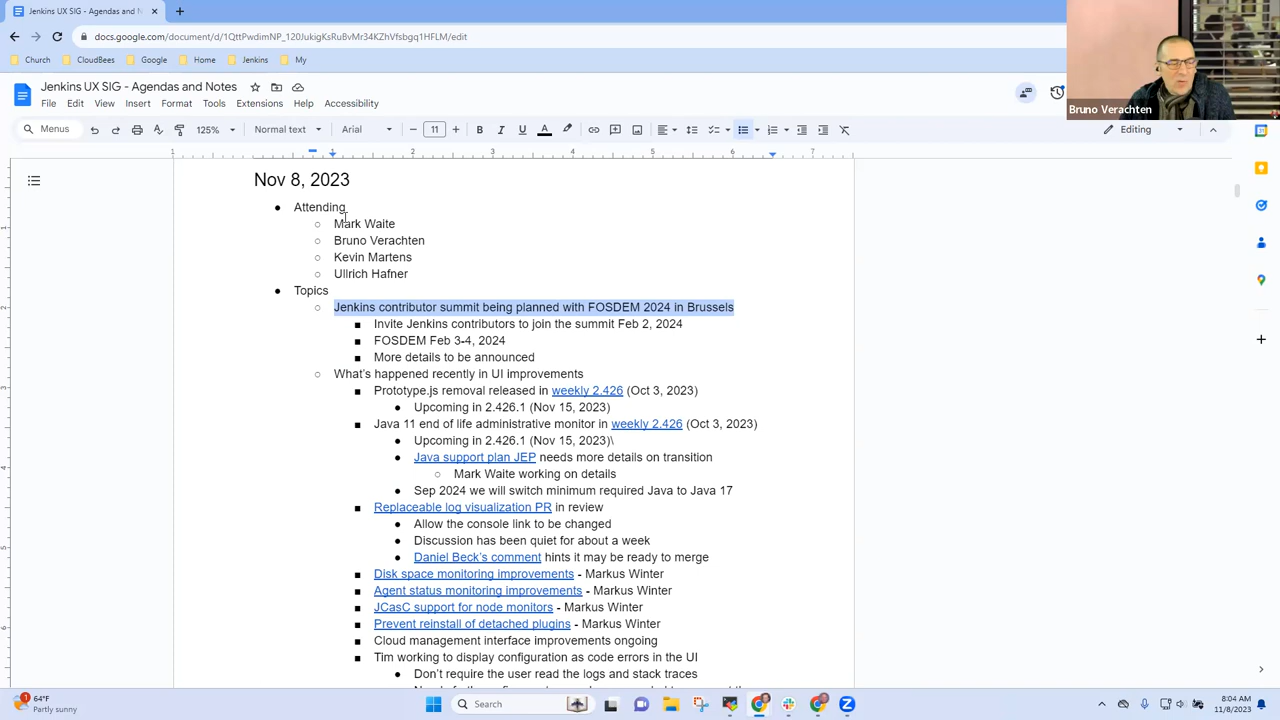 Jenkins UX SIG - Agendas and N
docs.google.com/document/d/1QttPwdimNP_120JukigKsRuBvMr34KZhVfsbgq1HFLM/edit
Church CloudBees Google Home Jenkins My
Jenkins UX SIG - Agendas and Notes
File Edit View Insert Format Tools Extensions Help Accessibility
Menus 125% Normal text Arial 11 B I U A Editing
Bruno Verachten
1 1 2 3 4 5 6 7
Nov 8, 2023
Attending
Mark Waite
Bruno Verachten
Kevin Martens
Ullrich Hafner
Topics
Jenkins contributor summit being planned with FOSDEM 2024 in Brussels
Invite Jenkins contributors to join the summit Feb 2, 2024
FOSDEM Feb 3-4, 2024
More details to be announced
What's happened recently in UI improvements
Prototype.js removal released in weekly 2.426 (Oct 3, 2023)
Upcoming in 2.426.1 (Nov 15, 2023)
Java 11 end of life administrative monitor in weekly 2.426 (Oct 3, 2023)
Upcoming in 2.426.1 (Nov 15, 2023)\
Java support plan JEP needs more details on transition
Mark Waite working on details
Sep 2024 we will switch minimum required Java to Java 17
Replaceable log visualization PR in review
Allow the console link to be changed
Discussion has been quiet for about a week
Daniel Beck's comment hints it may be ready to merge
Disk space monitoring improvements - Markus Winter
Agent status monitoring improvements - Markus Winter
JCasC support for node monitors - Markus Winter
Prevent reinstall of detached plugins - Markus Winter
Cloud management interface improvements ongoing
Tim working to display configuration as code errors in the UI
Don't require the user read the logs and stack traces
64°F
Partly sunny
Search
8:04 AM
11/8/2023